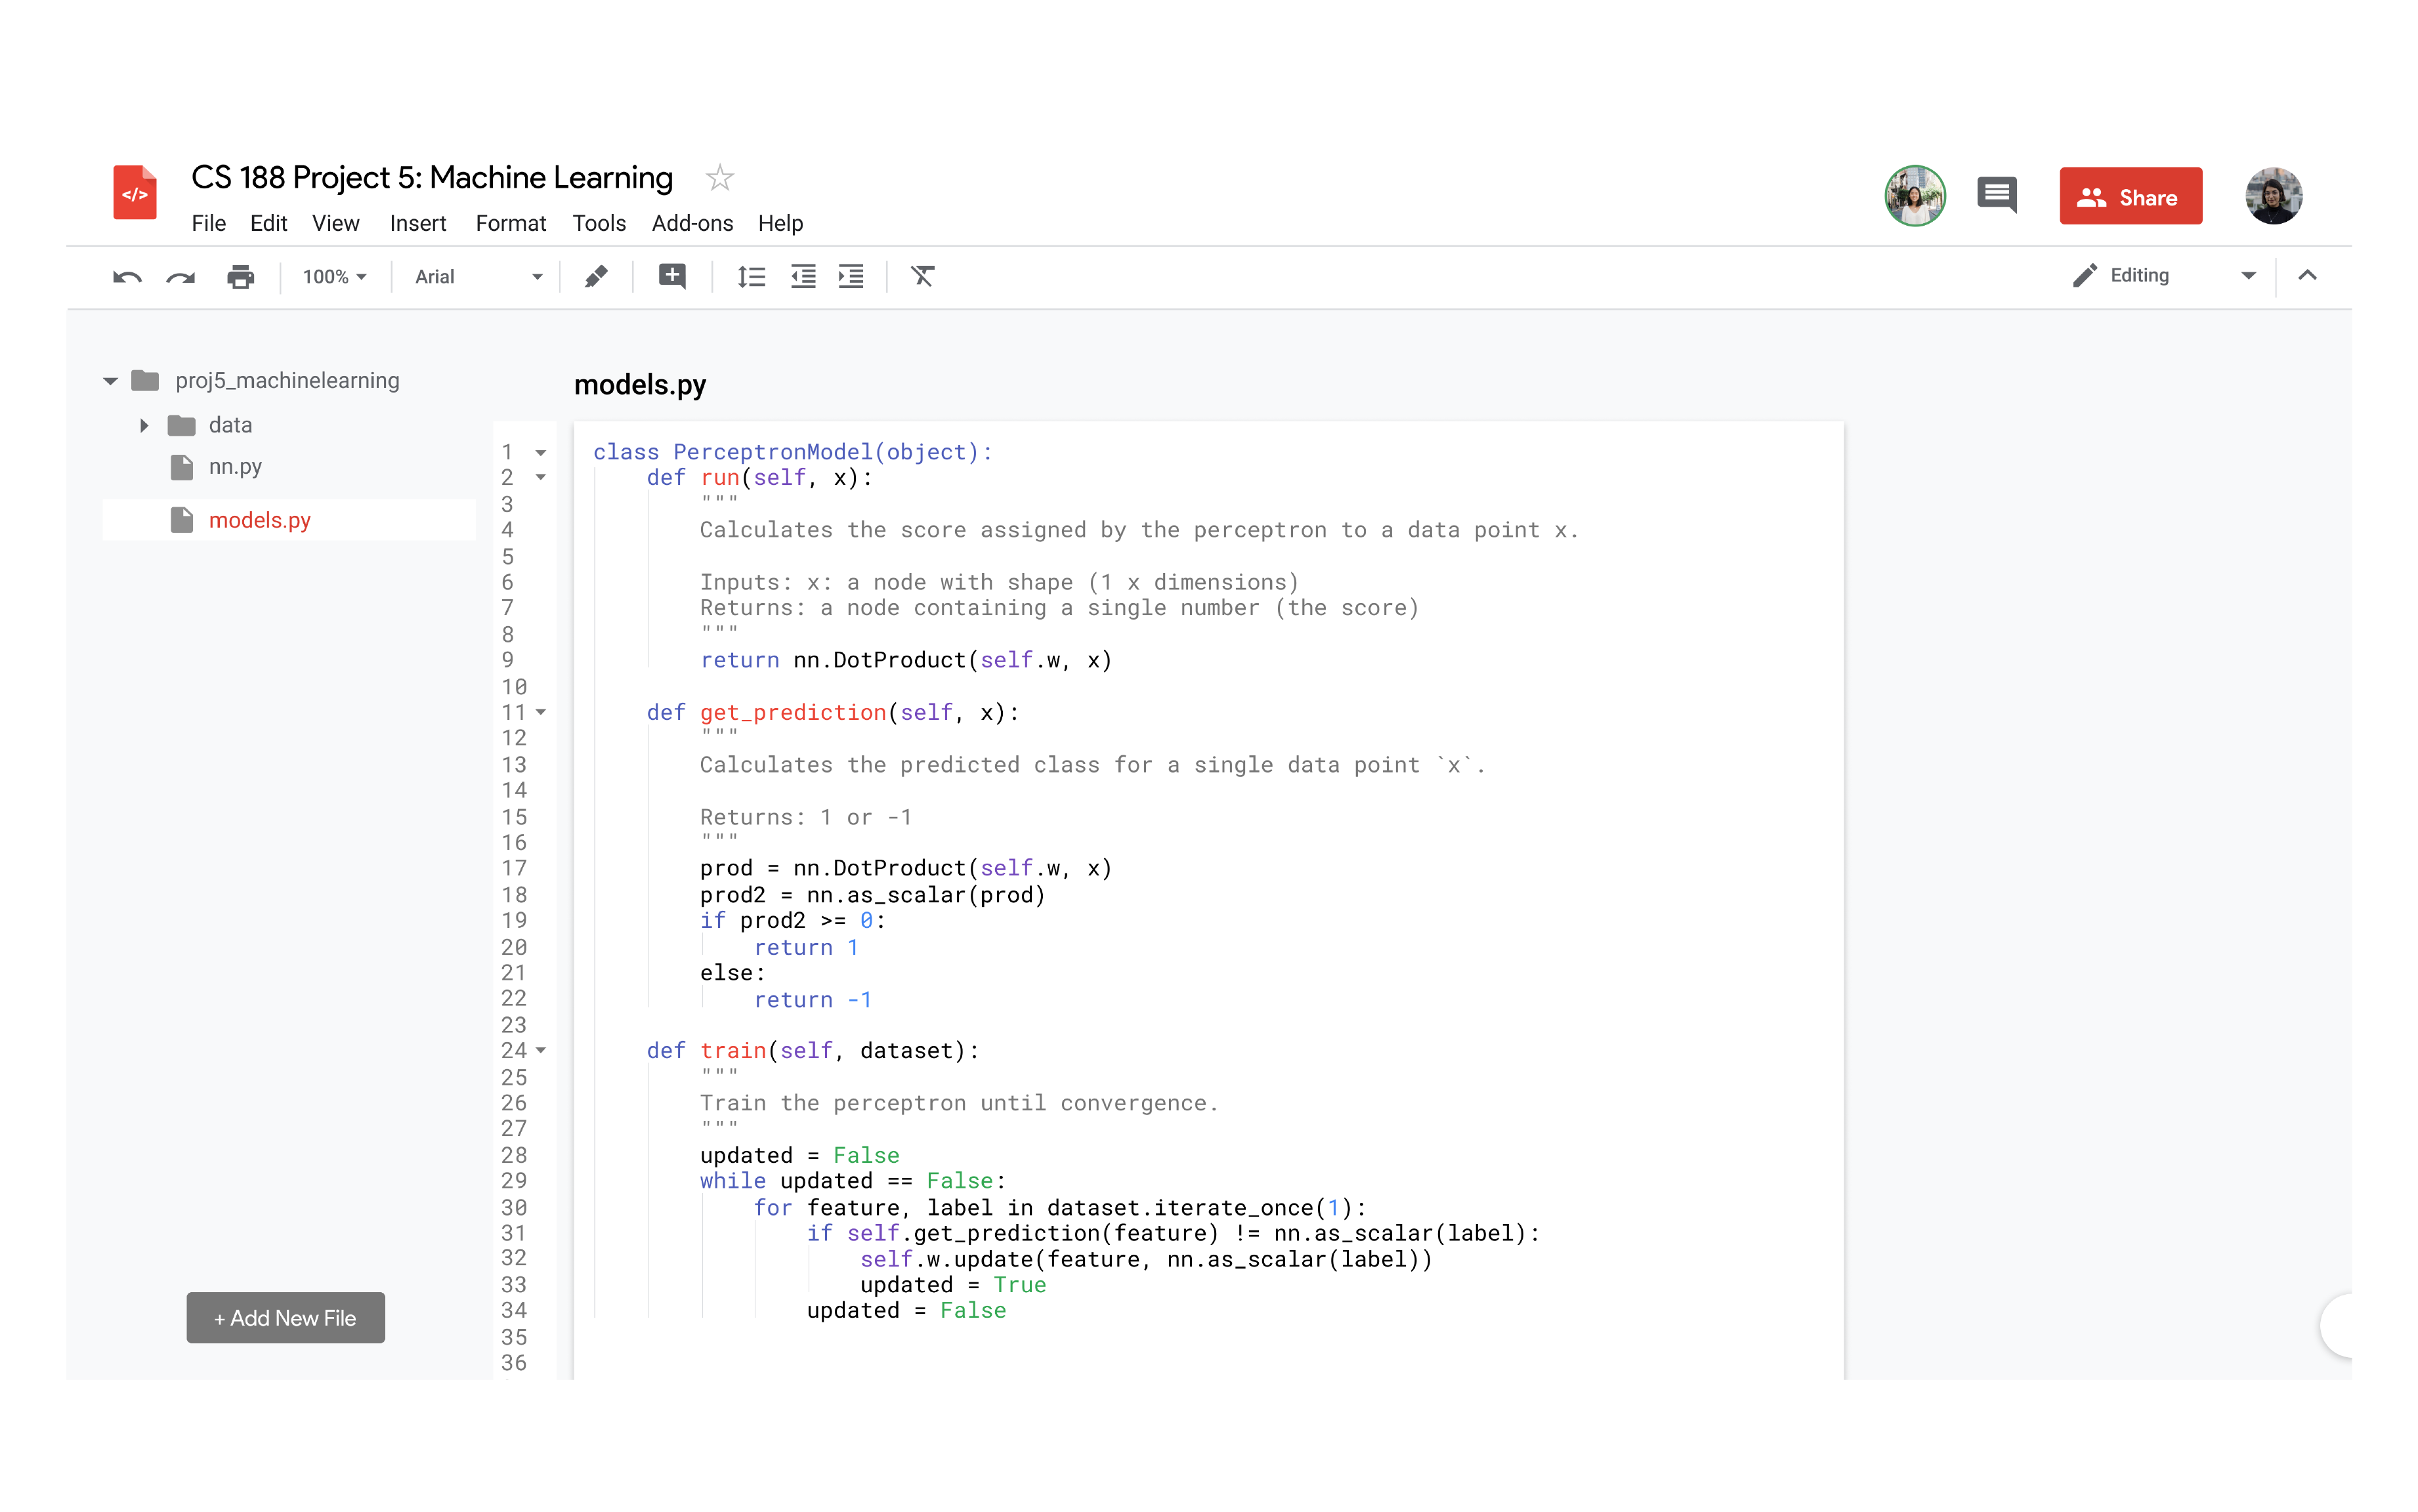 CS 188 Project 5: Machine Learning
</>
File Edit View Insert Format Tools Add-ons Help
Share
100% Arial
Editing
proj5_machinelearning
data
nn.py
models.py
+ Add New File
models.py
1 class PerceptronModel(object):
2     def run(self, x):
3         """
4         Calculates the score assigned by the perceptron to a data point x.
5
6         Inputs: x: a node with shape (1 x dimensions)
7         Returns: a node containing a single number (the score)
8         """
9         return nn.DotProduct(self.w, x)
10
11     def get_prediction(self, x):
12         """
13         Calculates the predicted class for a single data point `x`.
14
15         Returns: 1 or -1
16         """
17         prod = nn.DotProduct(self.w, x)
18         prod2 = nn.as_scalar(prod)
19         if prod2 >= 0:
20             return 1
21         else:
22             return -1
23
24     def train(self, dataset):
25         """
26         Train the perceptron until convergence.
27         """
28         updated = False
29         while updated == False:
30             for feature, label in dataset.iterate_once(1):
31                 if self.get_prediction(feature) != nn.as_scalar(label):
32                     self.w.update(feature, nn.as_scalar(label))
33                     updated = True
34                 updated = False
35
36